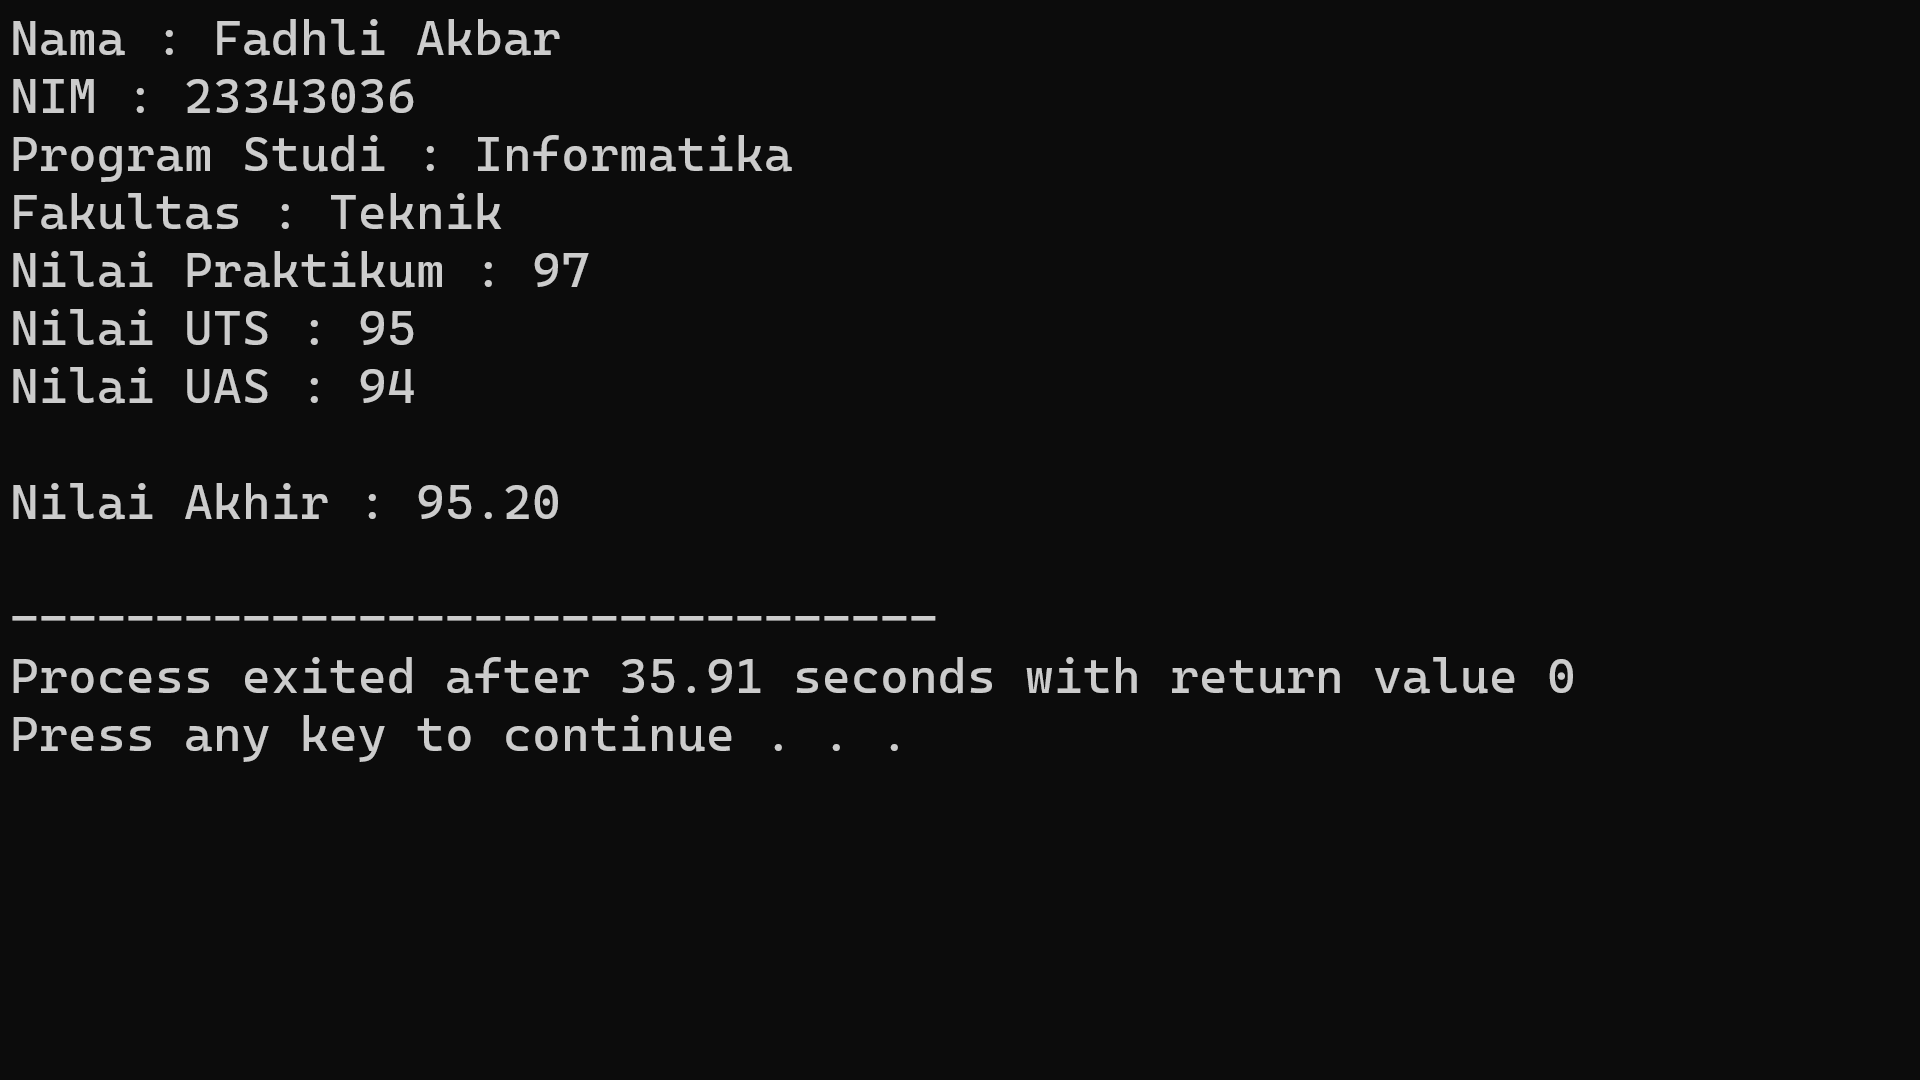 Nama : Fadhli Akbar
NIM : 23343036
Program Studi : Informatika
Fakultas : Teknik
Nilai Praktikum : 97
Nilai UTS : 95
Nilai UAS : 94
Nilai Akhir : 95.20
--------------------------------
Process exited after 35.91 seconds with return value 0
Press any key to continue . . .